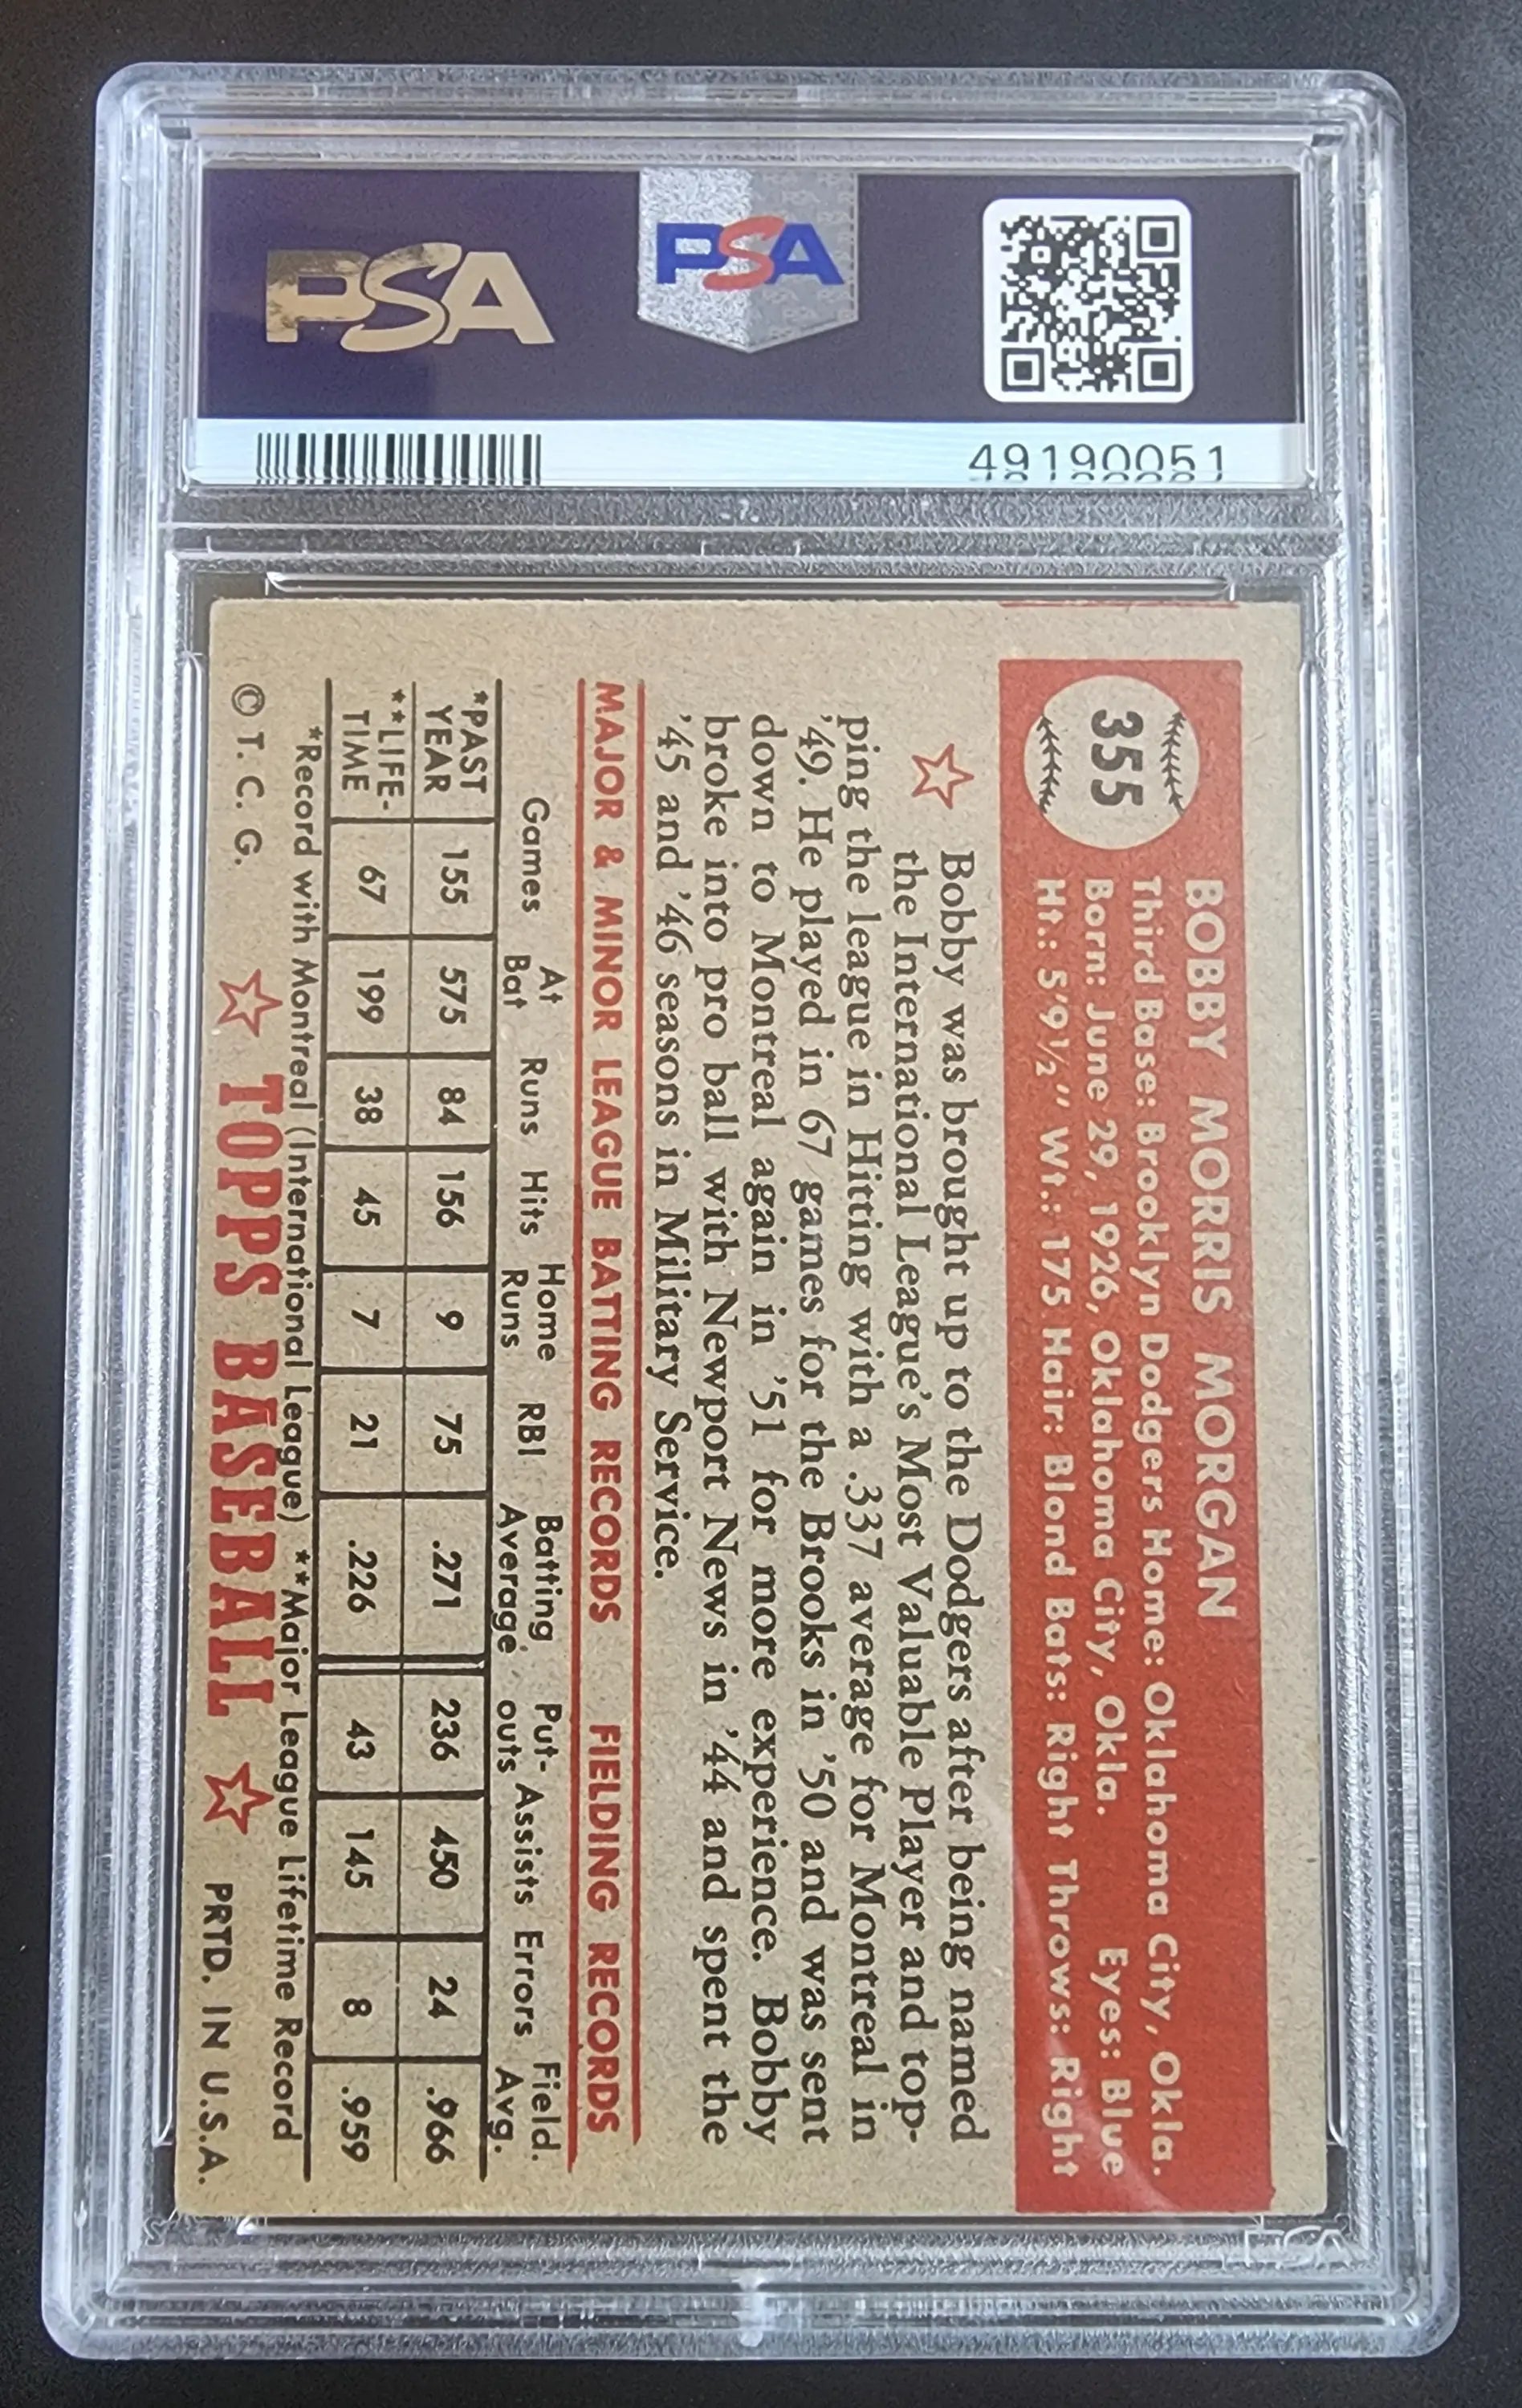 PSA
PSA
49190051
355
BOBBY MORRIS MORGAN
Third Base: Brooklyn Dodgers Home: Oklahoma City, Okla.
Born: June 29, 1926, Oklahoma City, Okla. Eyes: Blue
Ht.: 5'9½" Wt.: 175 Hair: Blond Bats: Right Throws: Right
Bobby was brought up to the Dodgers after being named
the International League's Most Valuable Player and top-
ping the league in Hitting with a .337 average for Montreal in
'49. He played in 67 games for the Brooks in '50 and was sent
down to Montreal again in '51 for more experience. Bobby
broke into pro ball with Newport News in '44 and spent the
'45 and '46 seasons in Military Service.
MAJOR & MINOR LEAGUE BATTING RECORDS FIELDING RECORDS
Games At Bat Runs Hits Home Runs RBI Batting Average Put-outs Assists Errors Field. Avg.
*PAST YEAR 155 575 84 156 9 75 .271 236 450 24 .966
**LIFE-TIME 67 199 38 45 7 21 .226 43 145 8 .959
*Record with Montreal (International League) **Major League Lifetime Record
© T. C. G. TOPPS BASEBALL PRTD. IN U.S.A.
PSA